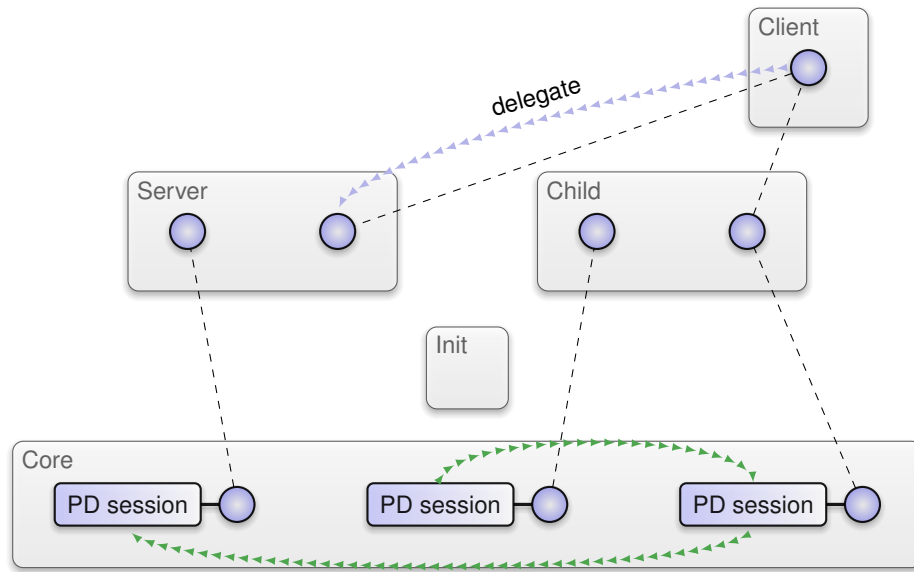 Client
delegate
Server
Child
Init
Core
PD session
PD session
PD session